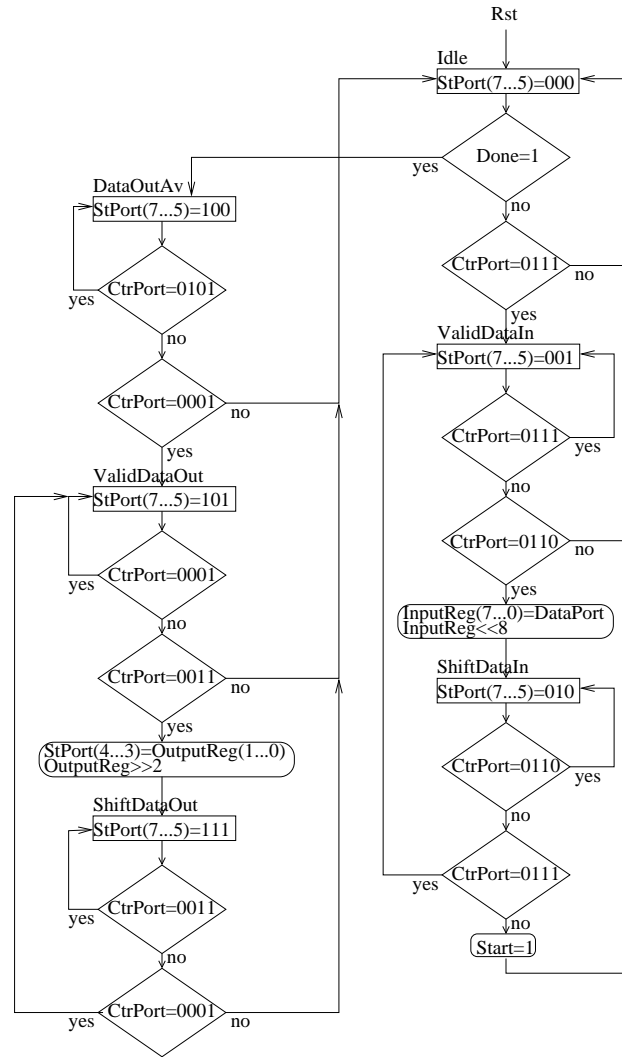 Rst
Idle
StPort(7...5)=000
Done=1
yes
no
DataOutAv
StPort(7...5)=100
CtrPort=0101
yes
no
CtrPort=0001
no
yes
ValidDataOut
StPort(7...5)=101
CtrPort=0001
yes
no
CtrPort=0011
no
yes
StPort(4...3)=OutputReg(1...0)
OutputReg>>2
ShiftDataOut
StPort(7...5)=111
CtrPort=0011
yes
no
CtrPort=0001
yes
no
CtrPort=0111
no
yes
ValidDataIn
StPort(7...5)=001
CtrPort=0111
yes
no
CtrPort=0110
no
yes
InputReg(7...0)=DataPort
InputReg<<8
ShiftDataIn
StPort(7...5)=010
CtrPort=0110
yes
no
CtrPort=0111
yes
no
Start=1